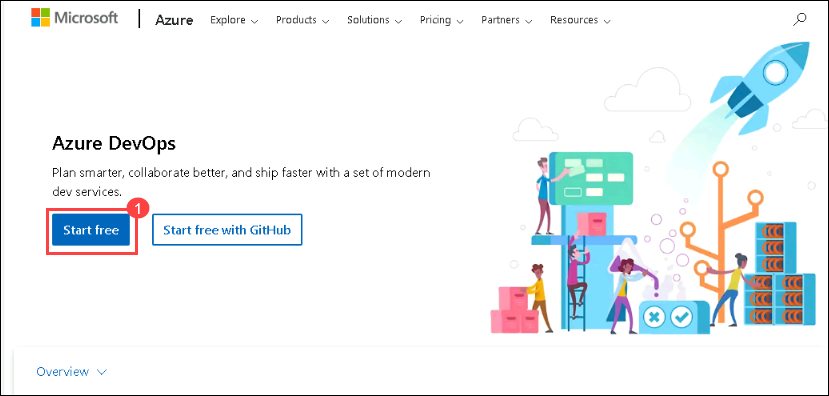 Microsoft Azure Explore Products Solutions Pricing Partners Resources
Azure DevOps
Plan smarter, collaborate better, and ship faster with a set of modern
dev services.
1
Start free Start free with GitHub
Overview